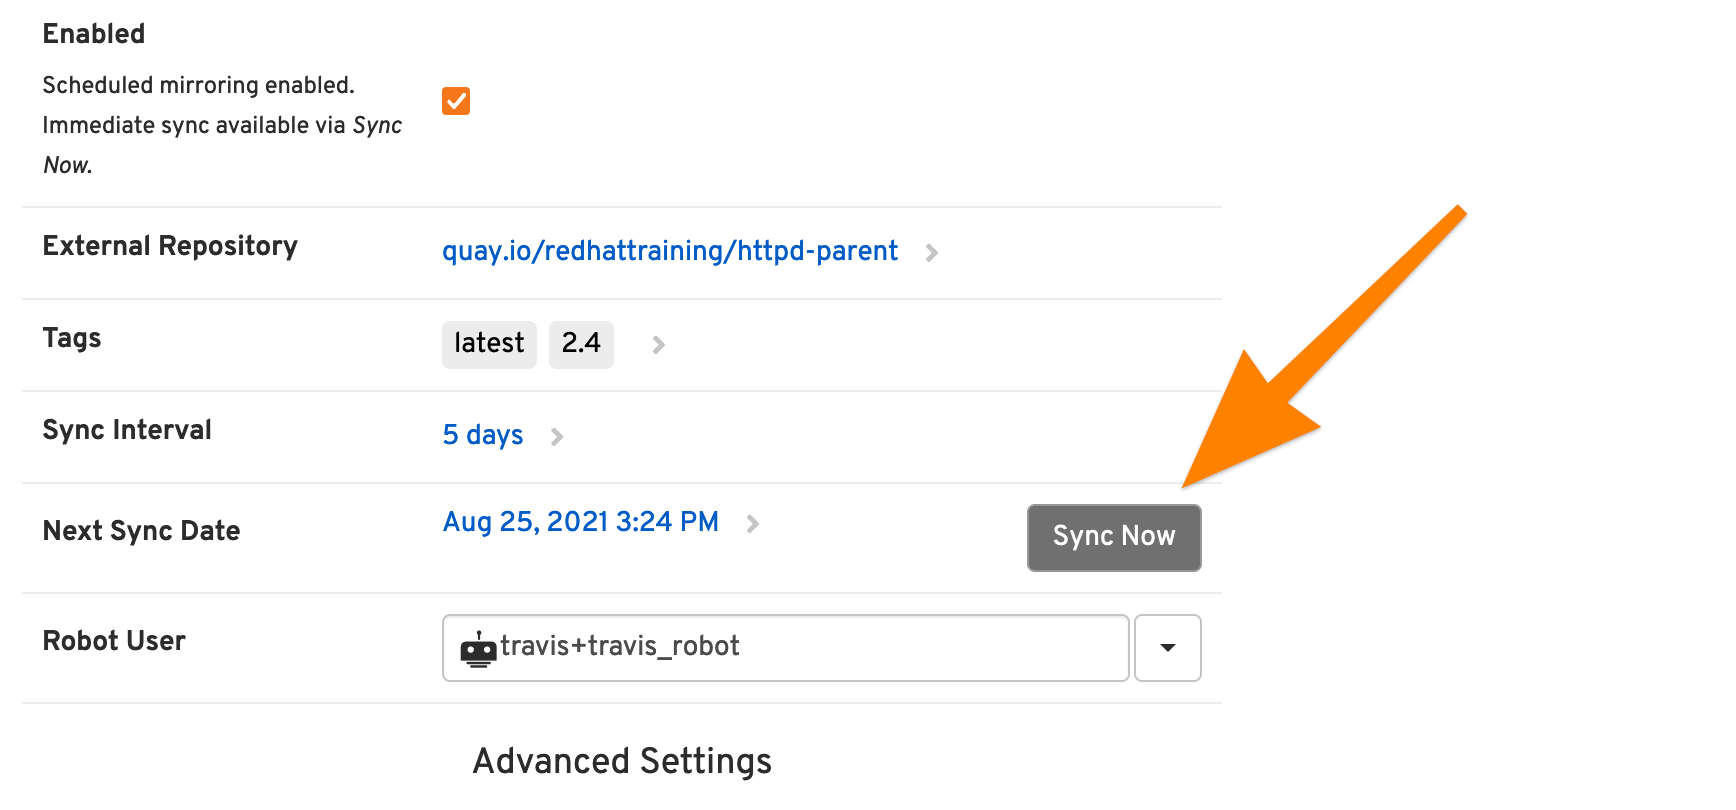 Enabled
Scheduled mirroring enabled.
Immediate sync available via Sync
Now.
External Repository
quay.io/redhattraining/httpd-parent
Tags
latest 2.4
Sync Interval
5 days
Next Sync Date
Aug 25, 2021 3:24 PM
Sync Now
Robot User
travis+travis_robot
Advanced Settings